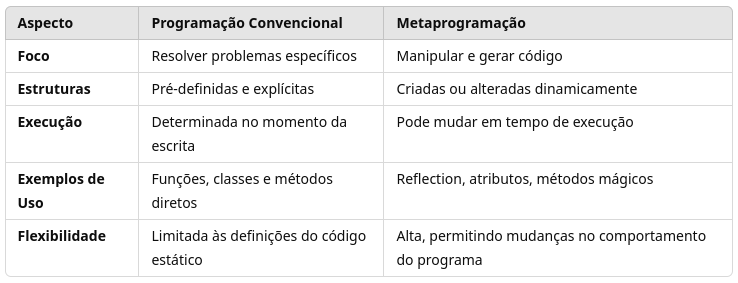 Aspecto Programação Convencional Metaprogramação
Foco Resolver problemas específicos Manipular e gerar código
Estruturas Pré-definidas e explícitas Criadas ou alteradas dinamicamente
Execução Determinada no momento da escrita Pode mudar em tempo de execução
Exemplos de Uso Funções, classes e métodos diretos Reflection, atributos, métodos mágicos
Flexibilidade Limitada às definições do código estático Alta, permitindo mudanças no comportamento do programa